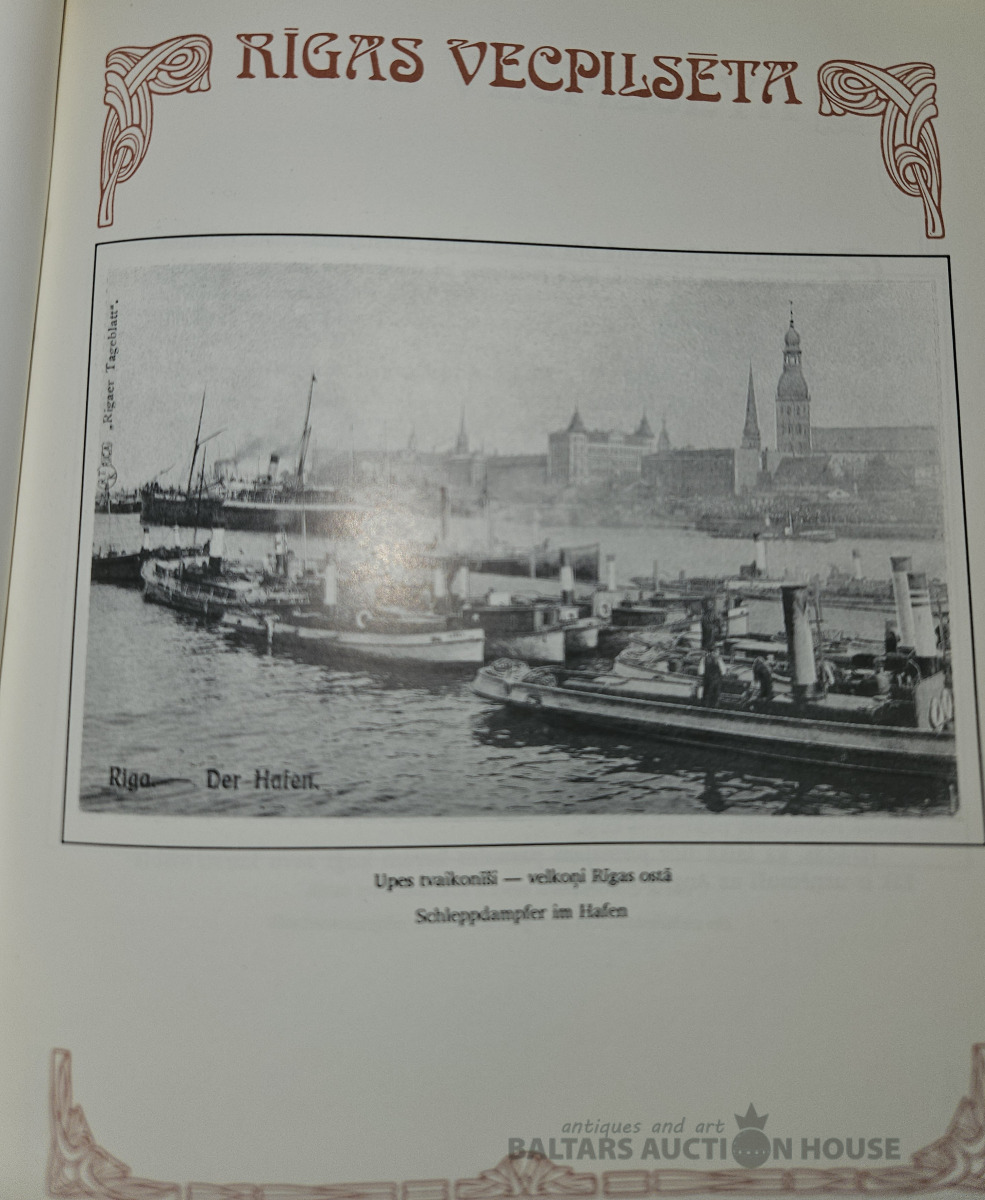 RĪGAS VECPILSĒTA
„Rigaer Tageblatt“.
Riga. — Der Hafen.
Upes tvaikonīši — velkoņi Rīgas ostā
Schleppdampfer im Hafen
antiques and art
BALTARS AUCTION HOUSE